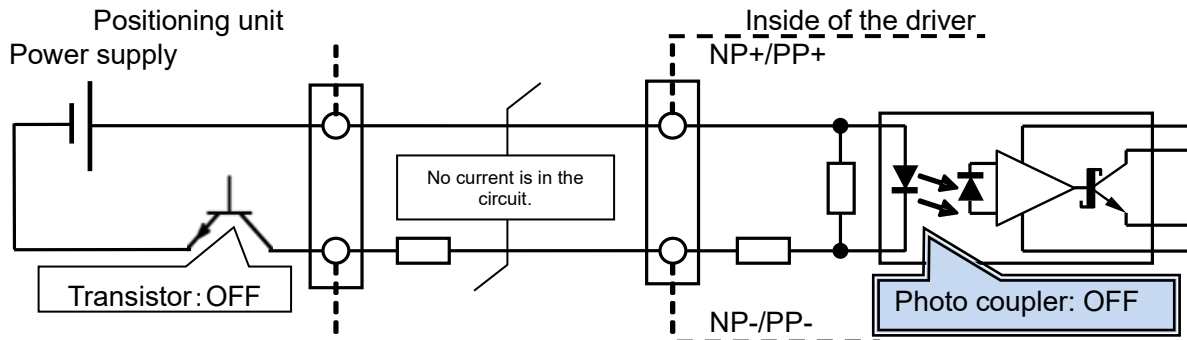 Positioning unit
Power supply
Inside of the driver
NP+/PP+
No current is in the
circuit.
Transistor: OFF
Photo coupler: OFF
NP-/PP-